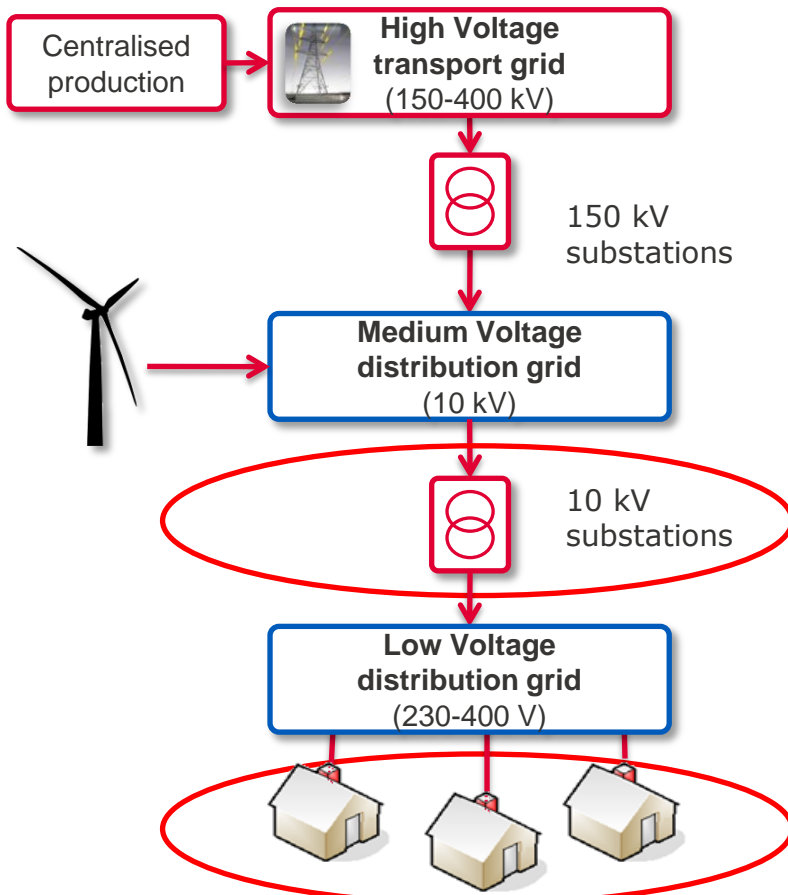 Centralised
production
High Voltage
transport grid
(150-400 kV)
150 kV
substations
Medium Voltage
distribution grid
(10 kV)
10 kV
substations
Low Voltage
distribution grid
(230-400 V)